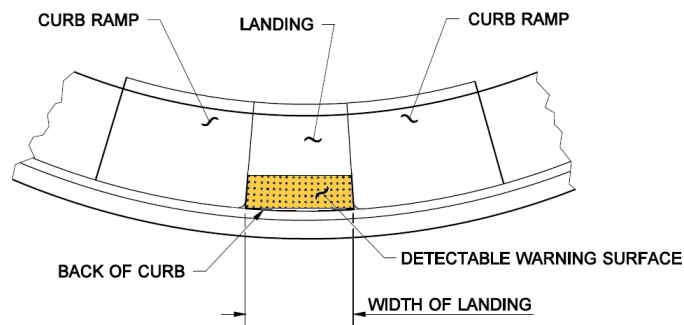 CURB RAMP
LANDING
CURB RAMP
BACK OF CURB
DETECTABLE WARNING SURFACE
WIDTH OF LANDING